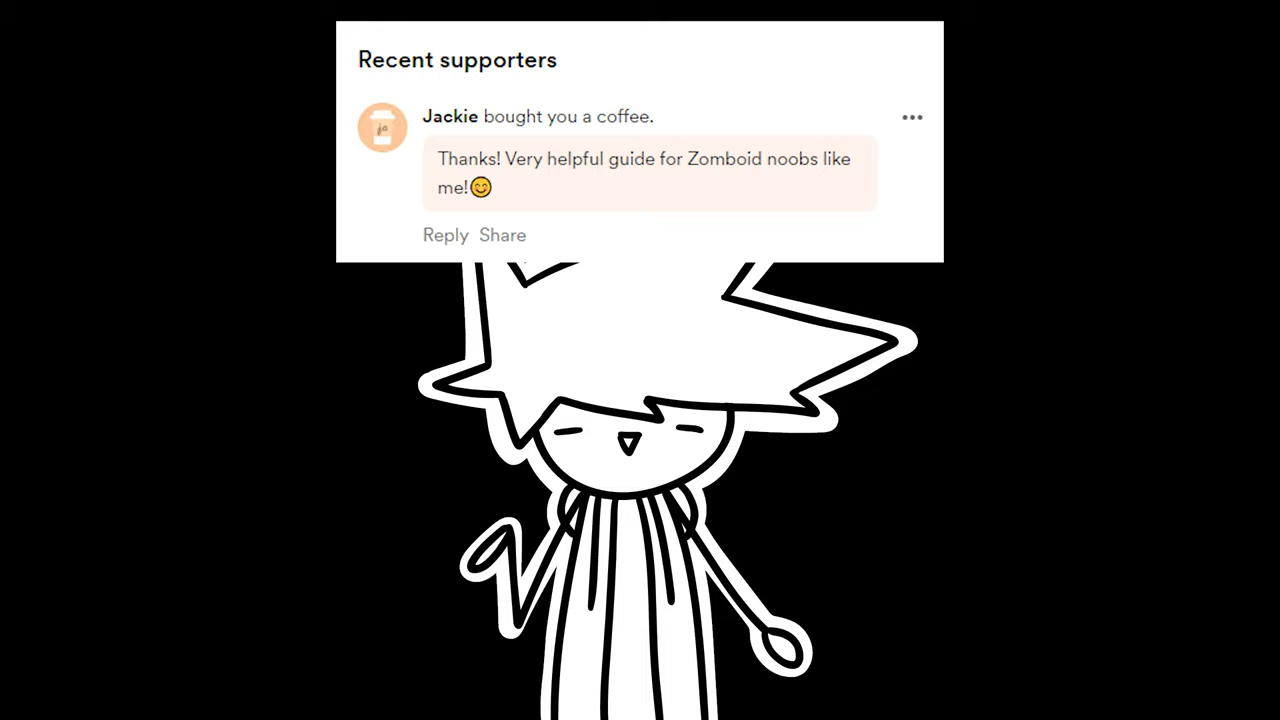 Recent supporters
Jackie bought you a coffee.
Thanks! Very helpful guide for Zomboid noobs like
me!😊
Reply Share